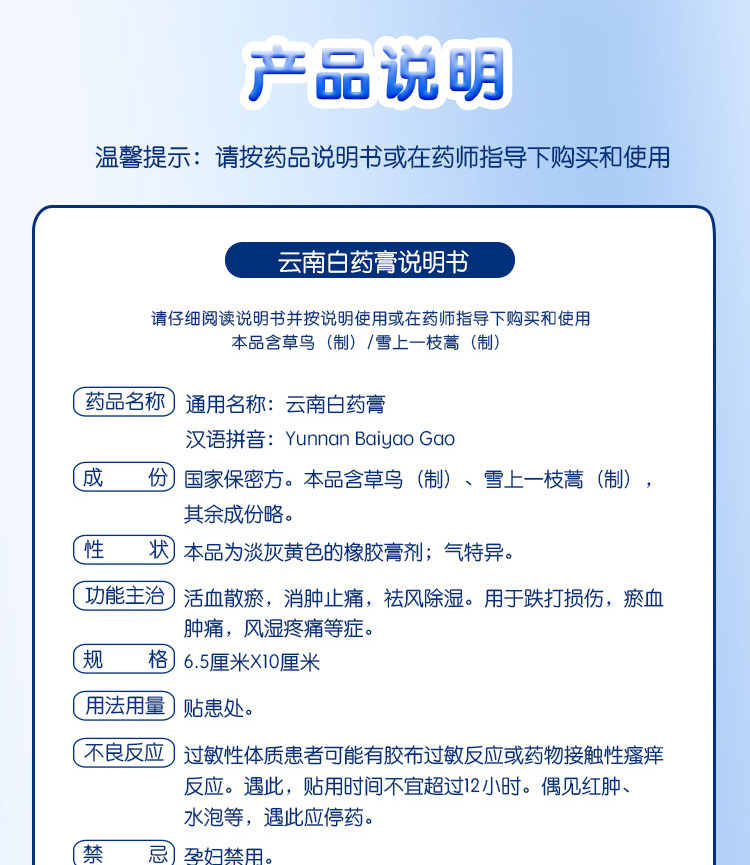 产品说明
温馨提示：请按药品说明书或在药师指导下购买和使用
云南白药膏说明书
请仔细阅读说明书并按说明使用或在药师指导下购买和使用
本品含草乌（制）/雪上一枝蒿（制）
药品名称 通用名称：云南白药膏
汉语拼音：Yunnan Baiyao Gao
成 份 国家保密方。本品含草乌（制）、雪上一枝蒿（制），
其余成份略。
性 状 本品为淡灰黄色的橡胶膏剂；气特异。
功能主治 活血散瘀，消肿止痛，祛风除湿。用于跌打损伤，瘀血
肿痛，风湿疼痛等症。
规 格 6.5厘米X10厘米
用法用量 贴患处。
不良反应 过敏性体质患者可能有胶布过敏反应或药物接触性瘙痒
反应。遇此，贴用时间不宜超过12小时。偶见红肿、
水泡等，遇此应停药。
禁 忌 孕妇禁用。